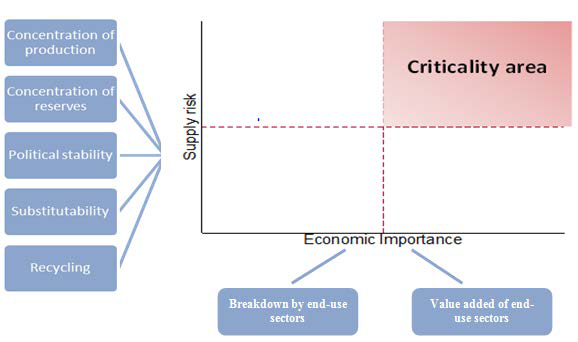 Concentration of
production
Concentration of
reserves
Political stability
Substitutability
Recycling
Supply risk
Criticality area
Economic Importance
Breakdown by end-use
sectors
Value added of end-
use sectors